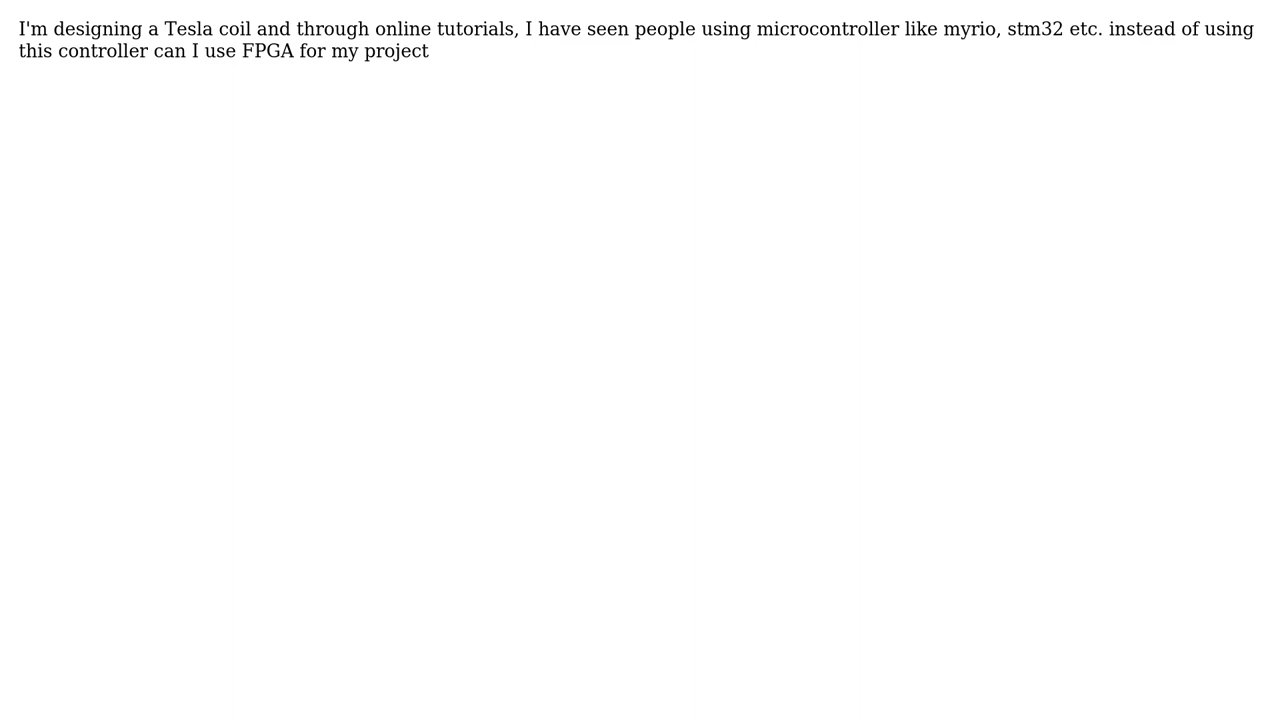 I'm designing a Tesla coil and through online tutorials, I have seen people using microcontroller like myrio, stm32 etc. instead of using
this controller can I use FPGA for my project